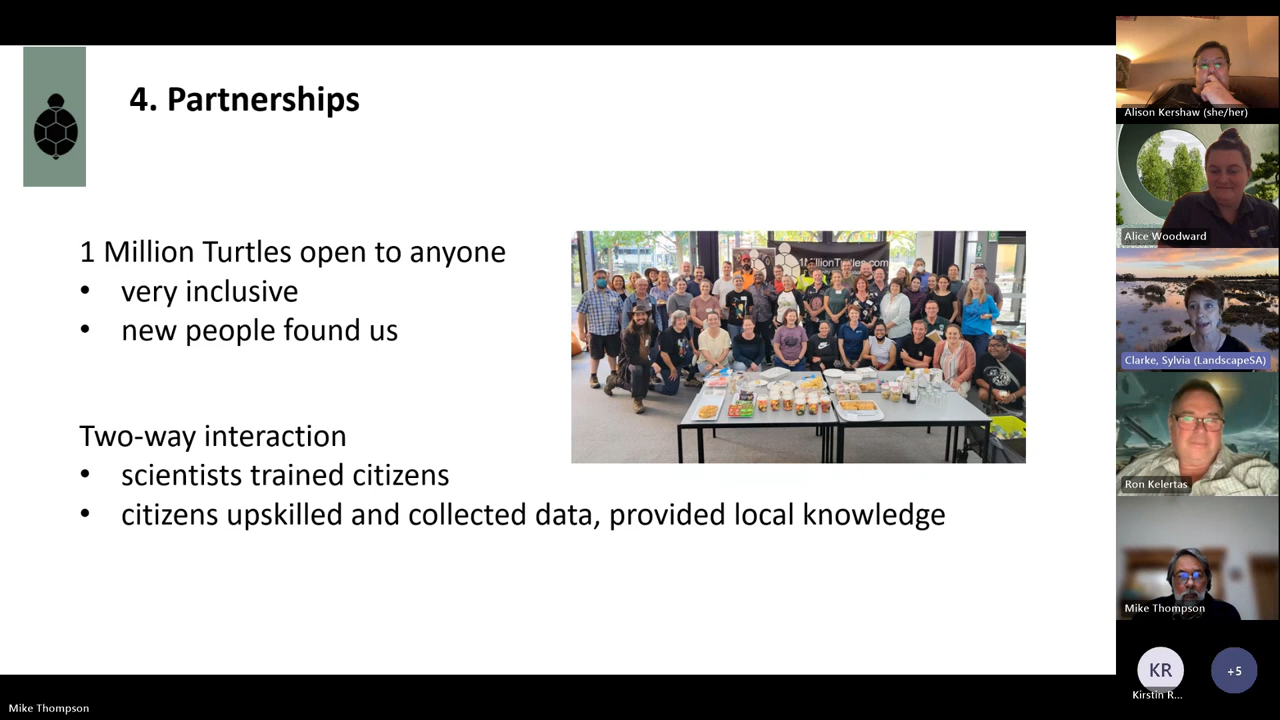 4. Partnerships
1 Million Turtles open to anyone
• very inclusive
• new people found us
1MillionTurtles.com
Two-way interaction
• scientists trained citizens
• citizens upskilled and collected data, provided local knowledge
Alison Kershaw (she/her)
Alice Woodward
Clarke, Sylvia (LandscapeSA)
Ron Kelertas
Mike Thompson
KR
+5
Kirstin R...
Mike Thompson